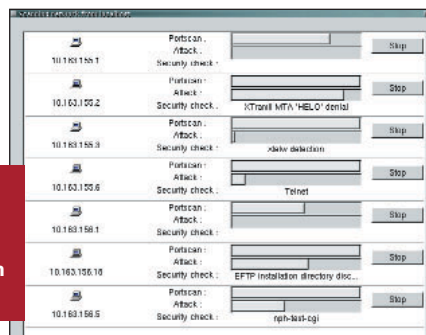 Portscan :
Attack :
Security check :
10.163.155.1
Stop
Portscan :
Attack :
Security check :
10.163.155.2
XTramil MTA 'HELO' denial
Stop
Portscan :
Attack :
Security check :
10.163.155.3
detection
Stop
Portscan :
Attack :
Security check :
10.163.155.6
Telnet
Stop
Portscan :
Attack :
Security check :
10.163.156.1
Stop
Portscan :
Attack :
Security check :
10.163.156.16
EFTP installation directory disc...
Stop
Portscan :
Attack :
Security check :
10.163.156.5
nph-test-cgi
Stop